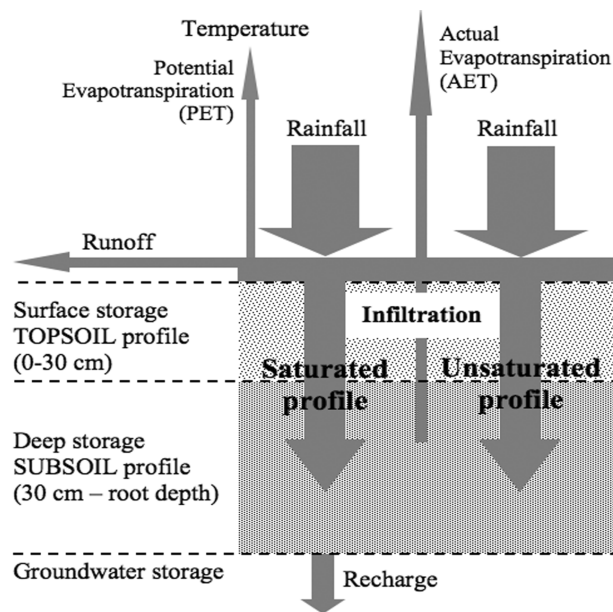 Temperature
Potential
Evapotranspiration
(PET)
Actual
Evapotranspiration
(AET)
Rainfall
Rainfall
Runoff
Surface storage
TOPSOIL profile
(0-30 cm)
Infiltration
Saturated
profile
Unsaturated
profile
Deep storage
SUBSOIL profile
(30 cm – root depth)
Groundwater storage
Recharge